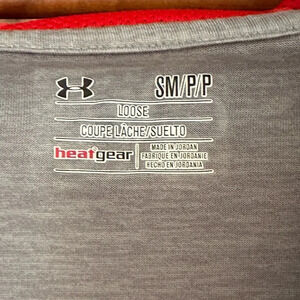 SM/P/P
LOOSE
COUPE LÂCHE/SUELTO
heatgear
MADE IN JORDAN
FABRIQUÉ EN JORDANIE
HECHO EN JORDANIA